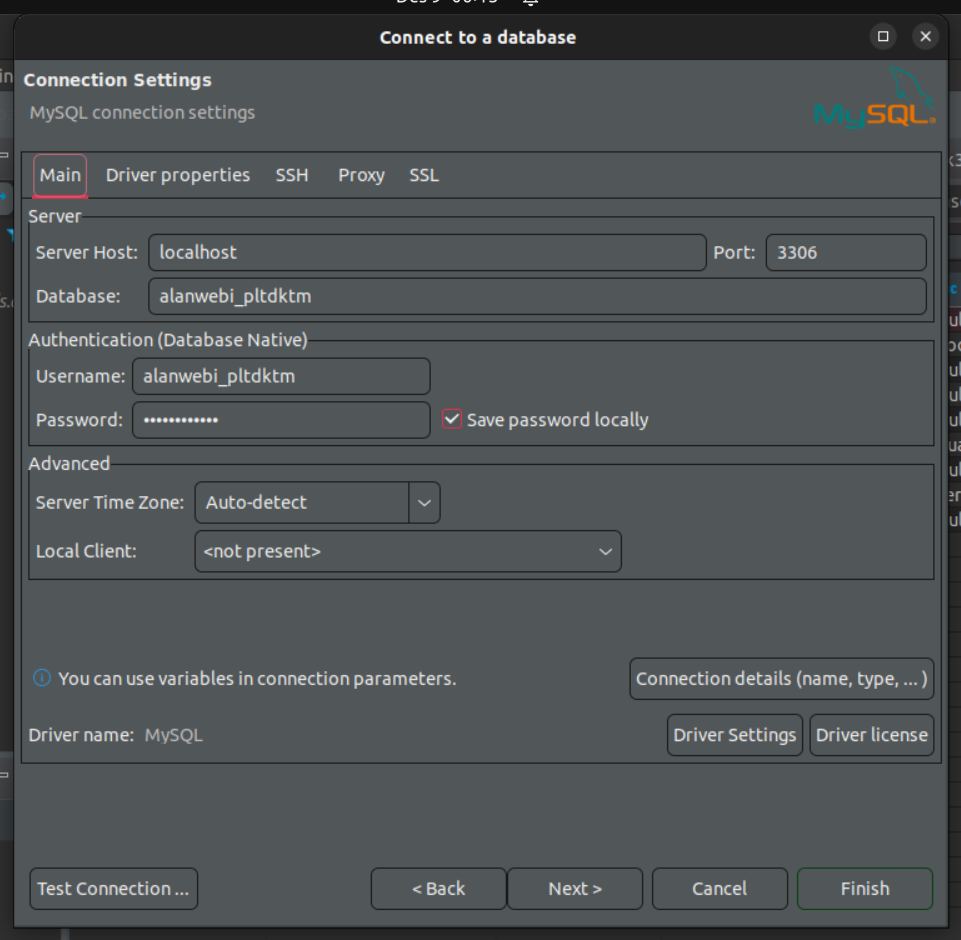 Connect to a database
Connection Settings
MySQL connection settings
MySQL
Main Driver properties SSH Proxy SSL
Server
Server Host: localhost Port: 3306
Database: alanwebi_pltdktm
Authentication (Database Native)
Username: alanwebi_pltdktm
Password: •••••••••••• Save password locally
Advanced
Server Time Zone: Auto-detect
Local Client: <not present>
You can use variables in connection parameters. Connection details (name, type, ... )
Driver name: MySQL Driver Settings Driver license
Test Connection ... < Back Next > Cancel Finish